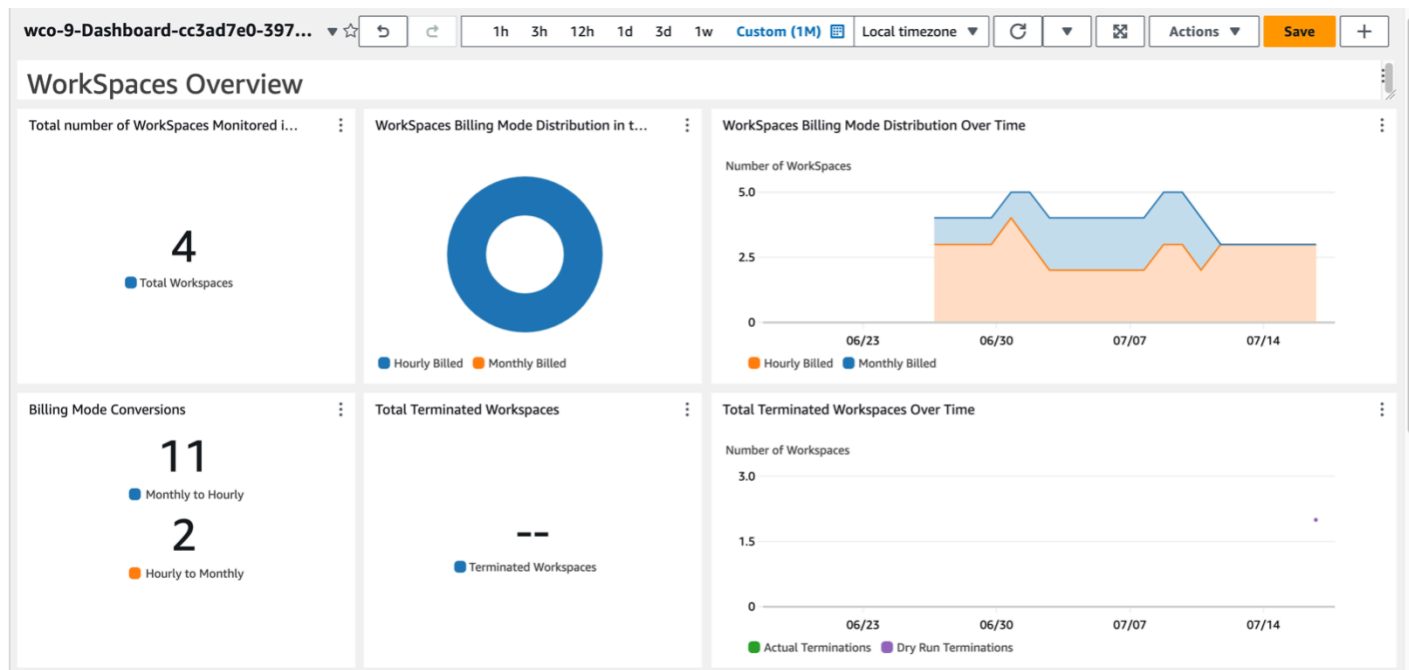 wco-9-Dashboard-cc3ad7e0-397...
1h 3h 12h 1d 3d 1w Custom (1M) Local timezone Actions Save
WorkSpaces Overview
Total number of WorkSpaces Monitored i...
4
Total Workspaces
WorkSpaces Billing Mode Distribution in t...
Hourly Billed Monthly Billed
WorkSpaces Billing Mode Distribution Over Time
Number of WorkSpaces
5.0
2.5
0
06/23 06/30 07/07 07/14
Hourly Billed Monthly Billed
Billing Mode Conversions
11
Monthly to Hourly
2
Hourly to Monthly
Total Terminated Workspaces
--
Terminated Workspaces
Total Terminated Workspaces Over Time
Number of Workspaces
3.0
1.5
0
06/23 06/30 07/07 07/14
Actual Terminations Dry Run Terminations